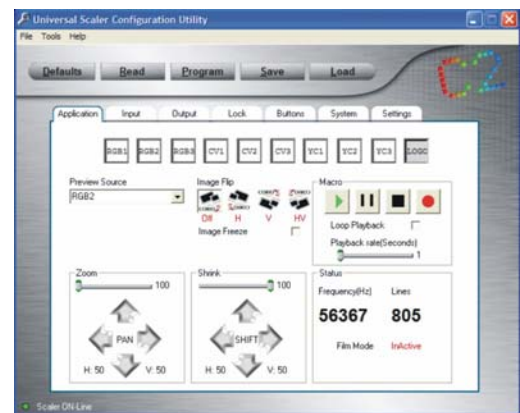 Universal Scaler Configuration Utility
File Tools Help
Defaults Read Program Save Load
C2
Application Input Output Lock Buttons System Settings
RGB1 RGB2 RGB3 CV1 CV2 CV3 YC1 YC2 YC3 LOGO
Preview Source
RGB2
Image Flip
Off H V HV
Image Freeze
Macro
Loop Playback
Playback rate(Seconds)
1
Zoom
100
PAN
H: 50 V: 50
Shrink
100
SHIFT
H: 50 V: 50
Status
Frequency(Hz) Lines
56367 805
Film Mode InActive
Scaler ON-Line